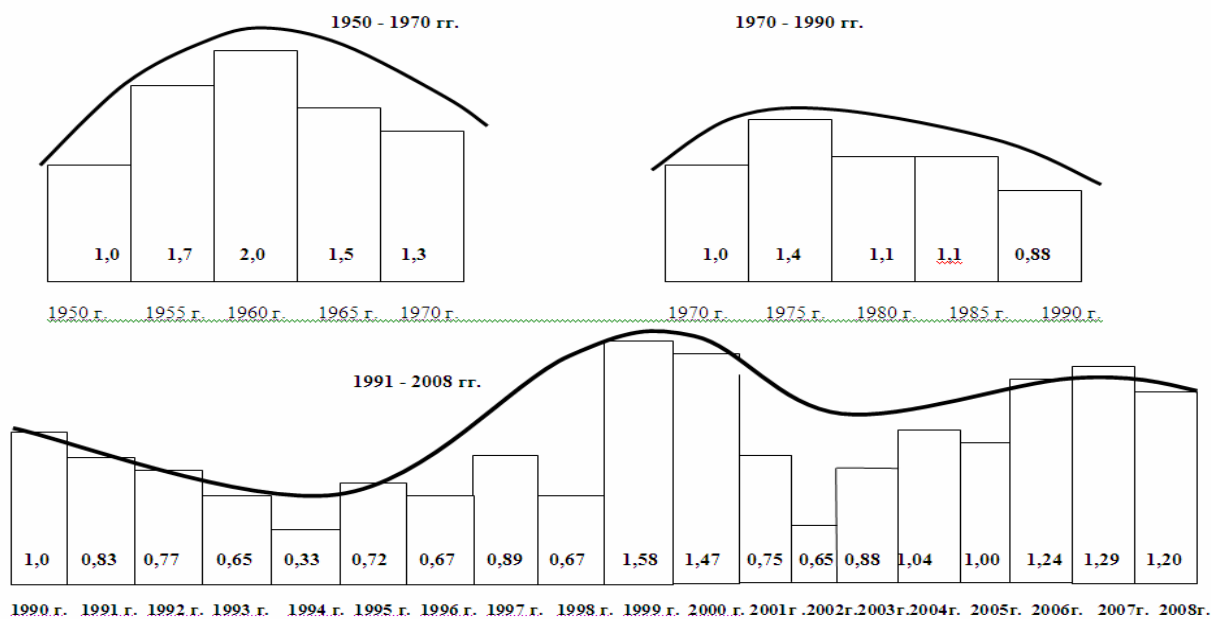 1950 - 1970 гг.
1970 - 1990 гг.
1,0 1,7 2,0 1,5 1,3
1,0 1,4 1,1 1,1 0,88
1950 г. 1955 г. 1960 г. 1965 г. 1970 г.
1970 г. 1975 г. 1980 г. 1985 г. 1990 г.
1991 - 2008 гг.
1,0 0,83 0,77 0,65 0,33 0,72 0,67 0,89 0,67 1,58 1,47 0,75 0,65 0,88 1,04 1,00 1,24 1,29 1,20
1990 г. 1991 г. 1992 г. 1993 г. 1994 г. 1995 г. 1996 г. 1997 г. 1998 г. 1999 г. 2000 г. 2001г .2002г.2003г.2004г. 2005г. 2006г. 2007г. 2008г.